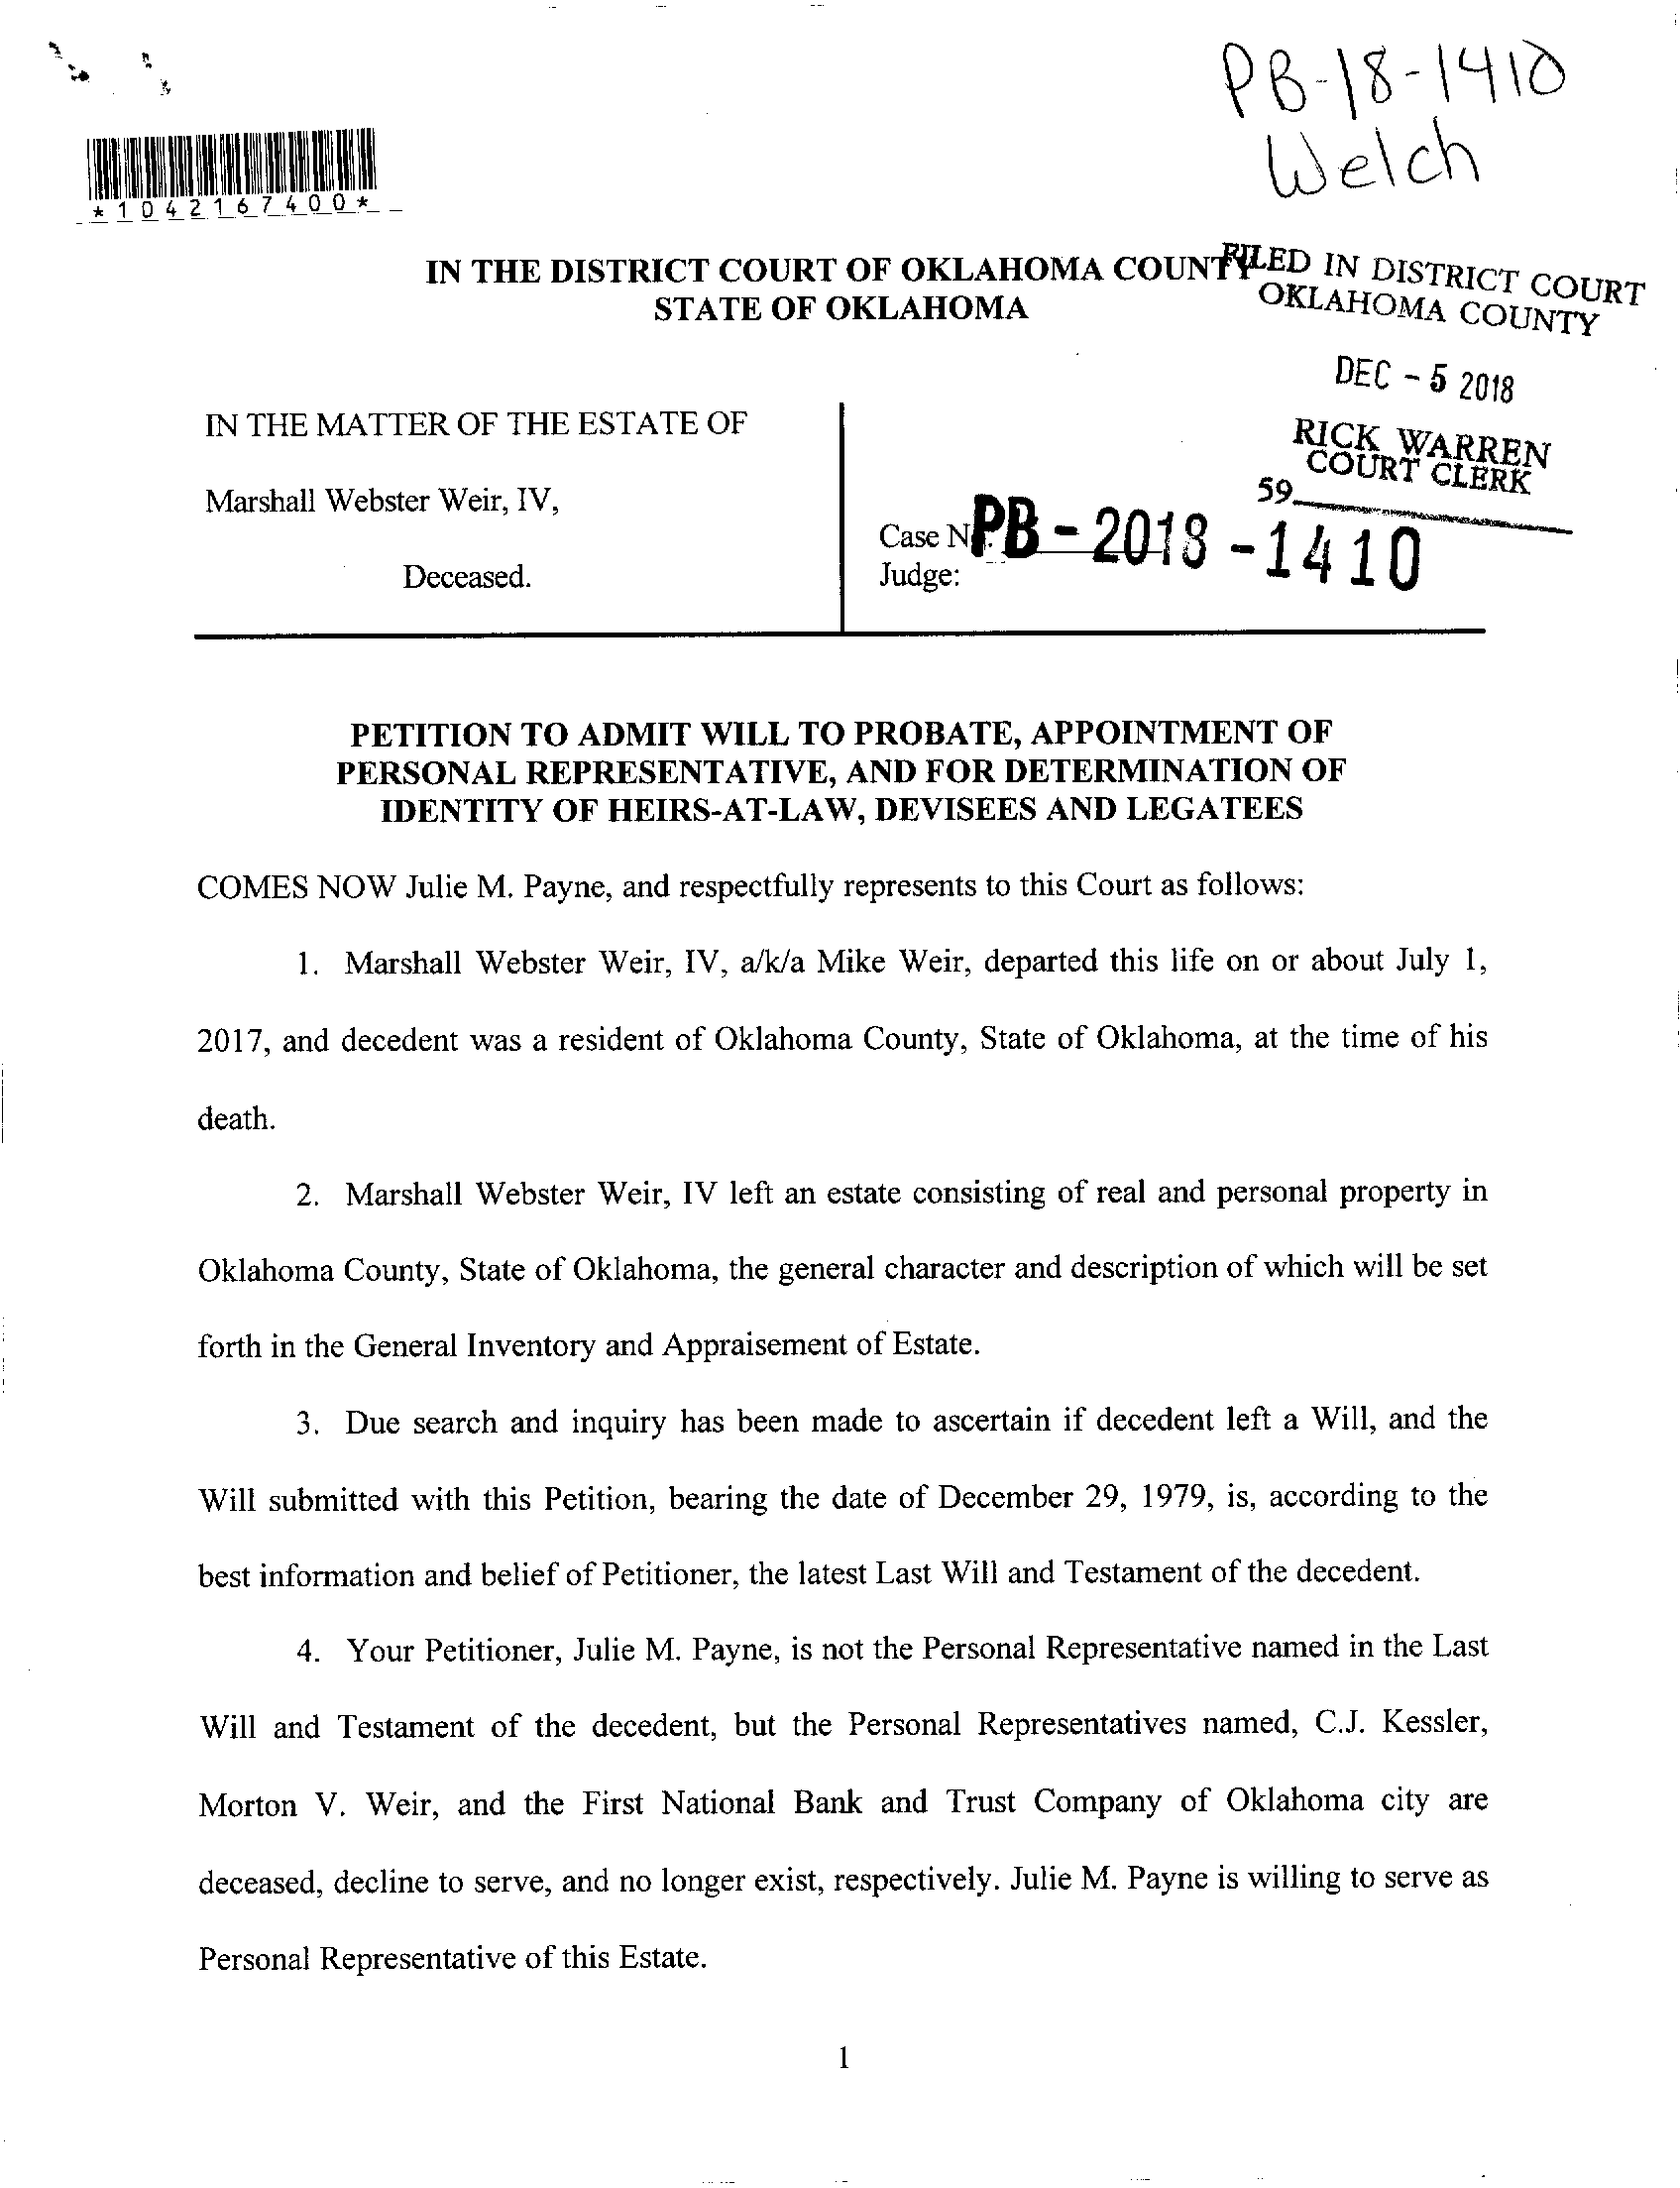 PB-18-1410
Welch
*1042167400*
IN THE DISTRICT COURT OF OKLAHOMA COUNTY
STATE OF OKLAHOMA
FILED IN DISTRICT COURT
OKLAHOMA COUNTY
DEC - 5 2018
RICK WARREN
COURT CLERK
59
IN THE MATTER OF THE ESTATE OF
Marshall Webster Weir, IV,
Deceased.
Case N
PB - 2018 - 1410
Judge:
PETITION TO ADMIT WILL TO PROBATE, APPOINTMENT OF
PERSONAL REPRESENTATIVE, AND FOR DETERMINATION OF
IDENTITY OF HEIRS-AT-LAW, DEVISEES AND LEGATEES
COMES NOW Julie M. Payne, and respectfully represents to this Court as follows:
1. Marshall Webster Weir, IV, a/k/a Mike Weir, departed this life on or about July 1,
2017, and decedent was a resident of Oklahoma County, State of Oklahoma, at the time of his
death.
2. Marshall Webster Weir, IV left an estate consisting of real and personal property in
Oklahoma County, State of Oklahoma, the general character and description of which will be set
forth in the General Inventory and Appraisement of Estate.
3. Due search and inquiry has been made to ascertain if decedent left a Will, and the
Will submitted with this Petition, bearing the date of December 29, 1979, is, according to the
best information and belief of Petitioner, the latest Last Will and Testament of the decedent.
4. Your Petitioner, Julie M. Payne, is not the Personal Representative named in the Last
Will and Testament of the decedent, but the Personal Representatives named, C.J. Kessler,
Morton V. Weir, and the First National Bank and Trust Company of Oklahoma city are
deceased, decline to serve, and no longer exist, respectively. Julie M. Payne is willing to serve as
Personal Representative of this Estate.
1